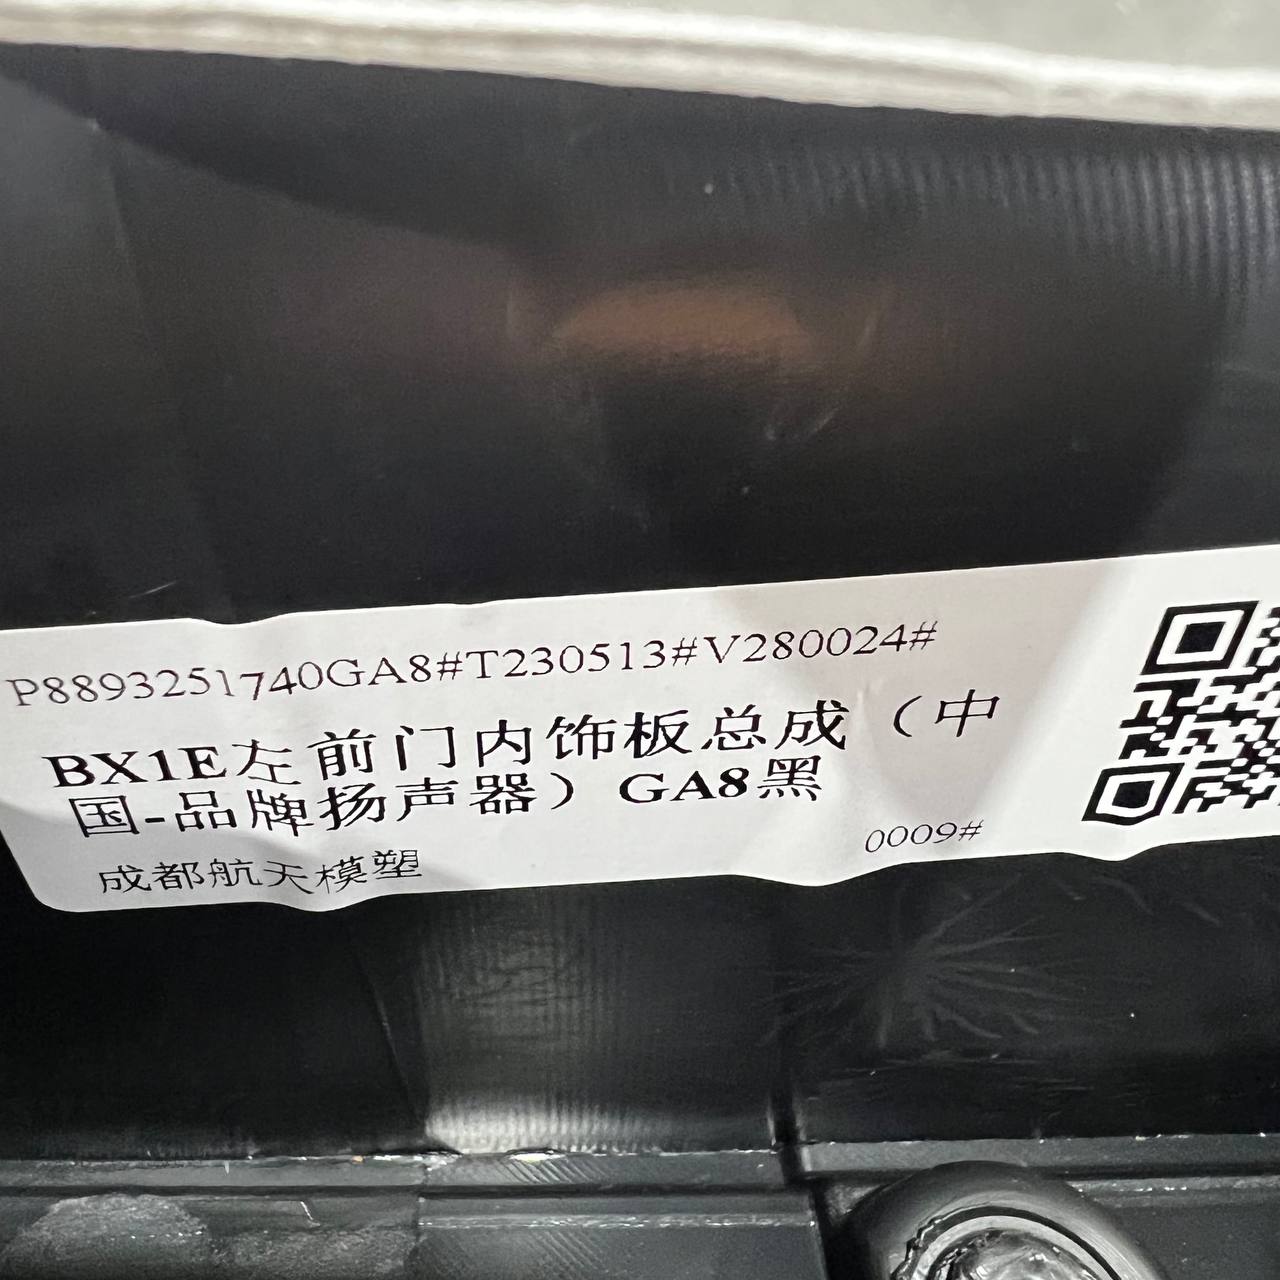 P8893251740GA8#T230513#V280024#
BX1E左前门内饰板总成（中
国-品牌扬声器）GA8黑
0009#
成都航天模塑